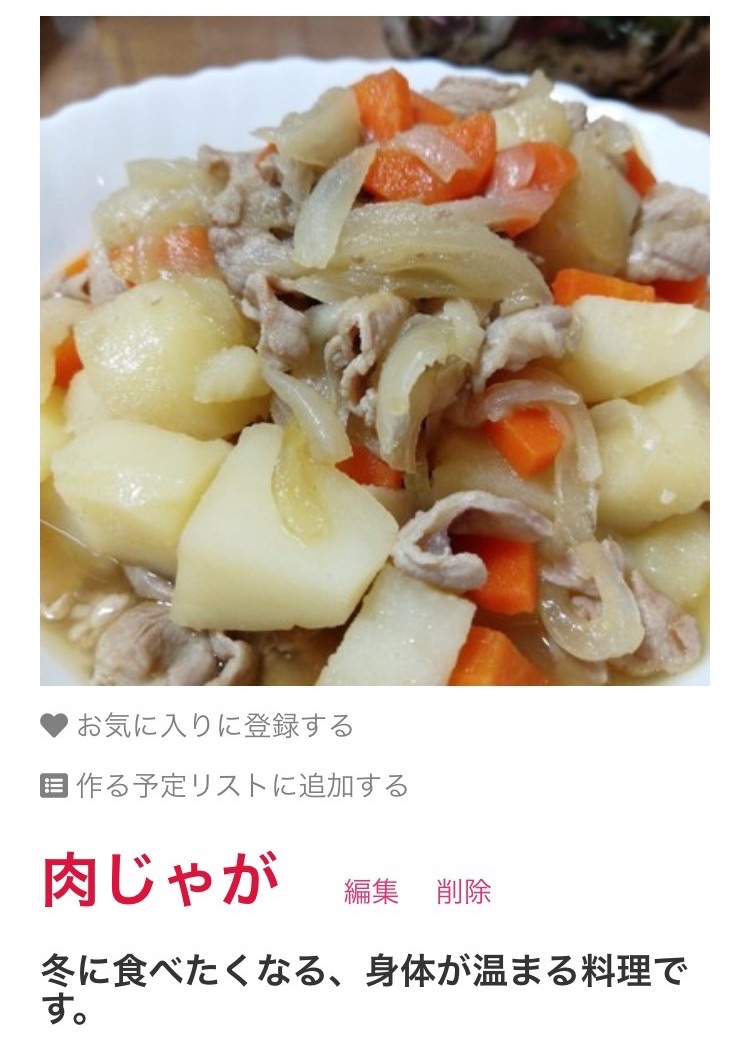 お気に入りに登録する
作る予定リストに追加する
肉じゃが 編集 削除
冬に食べたくなる、身体が温まる料理で
す。